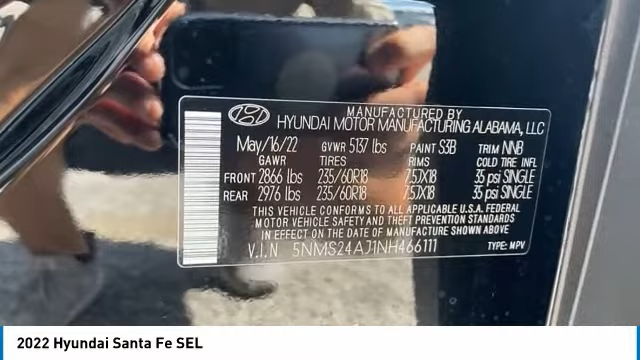 MANUFACTURED BY
HYUNDAI MOTOR MANUFACTURING ALABAMA, LLC
May/16/22 GVWR 5137 lbs PAINT S3B TRIM NNB
GAWR TIRES RIMS COLD TIRE INFL
FRONT 2866 lbs 235/60R18 7.5JX18 35 psi SINGLE
REAR 2976 lbs 235/60R18 7.5JX18 35 psi SINGLE
THIS VEHICLE CONFORMS TO ALL APPLICABLE U.S.A. FEDERAL
MOTOR VEHICLE SAFETY AND THEFT PREVENTION STANDARDS
IN EFFECT ON THE DATE OF MANUFACTURE SHOWN ABOVE
V.I.N 5NMS24AJ1NH466111 TYPE: MPV
2022 Hyundai Santa Fe SEL